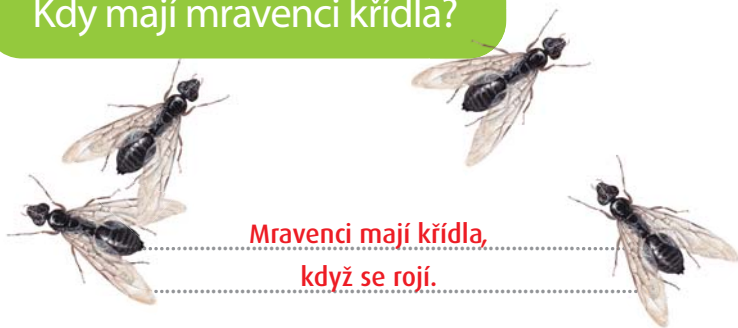 Kdy mají mravenci křídla?
Mravenci mají křídla,
když se rojí.